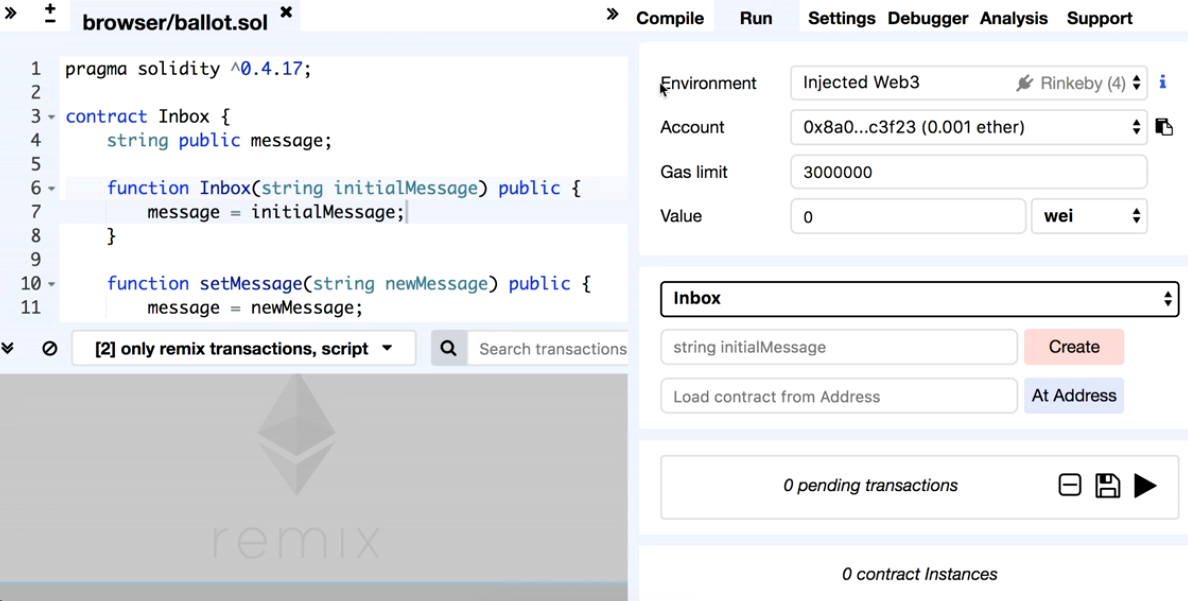 browser/ballot.sol
Compile Run Settings Debugger Analysis Support
1 pragma solidity ^0.4.17;
2
3 contract Inbox {
4 string public message;
5
6 function Inbox(string initialMessage) public {
7 message = initialMessage;
8 }
9
10 function setMessage(string newMessage) public {
11 message = newMessage;
[2] only remix transactions, script
Search transactions
remix
Environment Injected Web3 Rinkeby (4)
Account 0x8a0...c3f23 (0.001 ether)
Gas limit 3000000
Value 0 wei
Inbox
string initialMessage Create
Load contract from Address At Address
0 pending transactions
0 contract Instances